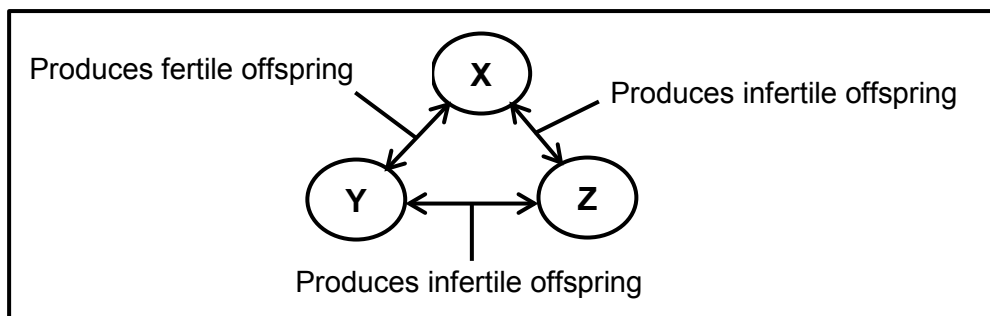 Produces fertile offspring
X
Produces infertile offspring
Y
Z
Produces infertile offspring